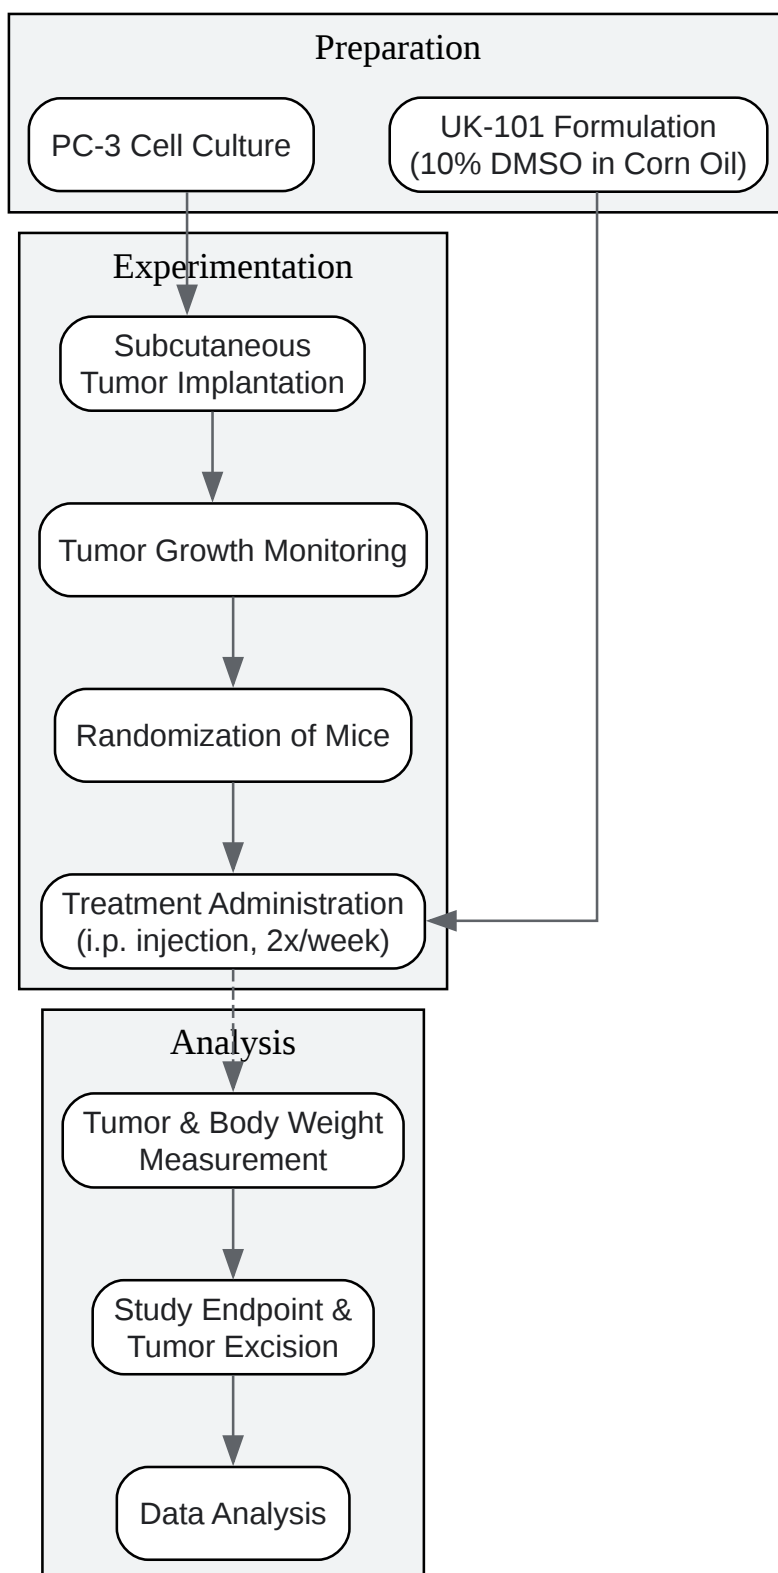 Preparation
PC-3 Cell Culture
UK-101 Formulation
(10% DMSO in Corn Oil)
Experimentation
Subcutaneous
Tumor Implantation
Tumor Growth Monitoring
Randomization of Mice
Treatment Administration
(i.p. injection, 2x/week)
Analysis
Tumor & Body Weight
Measurement
Study Endpoint &
Tumor Excision
Data Analysis